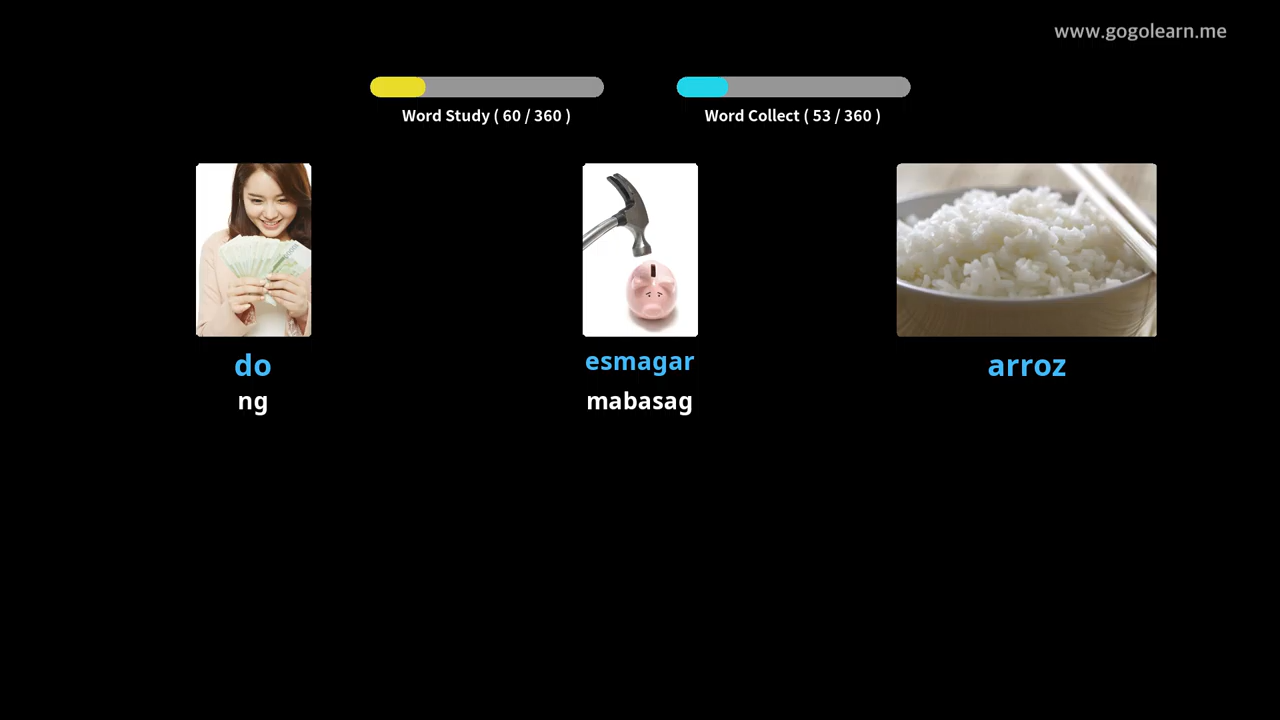 www.gogolearn.me
Word Study ( 60 / 360 )
Word Collect ( 53 / 360 )
do
ng
esmagar
mabasag
arroz